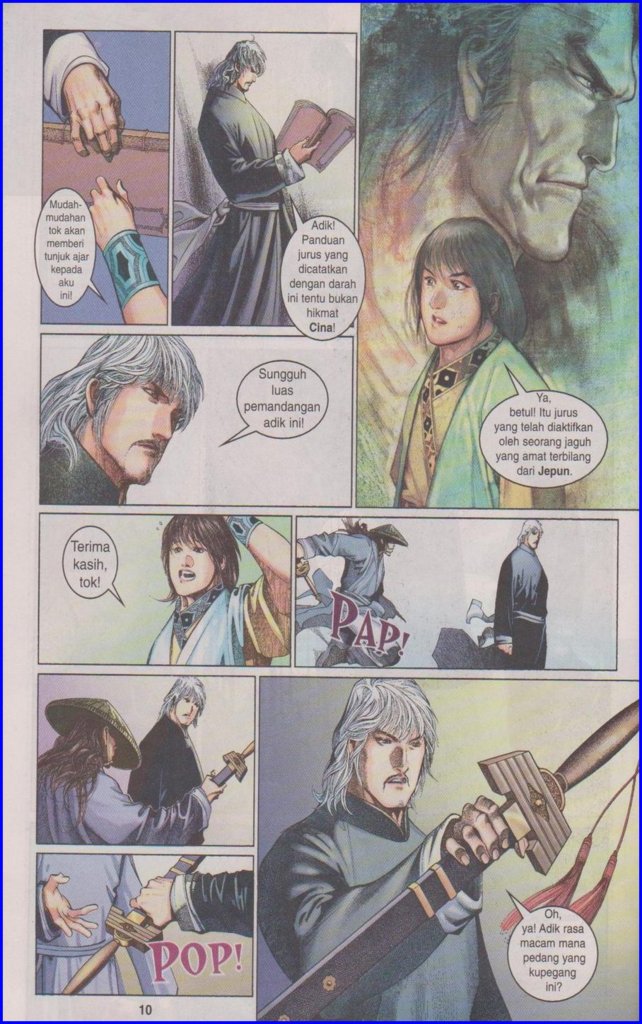 Mudah-
mudahan
tok akan
memberi
tunjuk ajar
kepada
aku
ini!
Adik!
Panduan
jurus yang
dicatatkan
dengan darah
ini tentu bukan
hikmat
Cina!
Ya,
betul! Itu jurus
yang telah diaktifkan
oleh seorang jaguh
yang amat terbilang
dari Jepun.
Sungguh
luas
pemandangan
adik ini!
Terima
kasih,
tok!
PAP!
POP!
Oh,
ya! Adik rasa
macam mana
pedang yang
kupegang
ini?
10